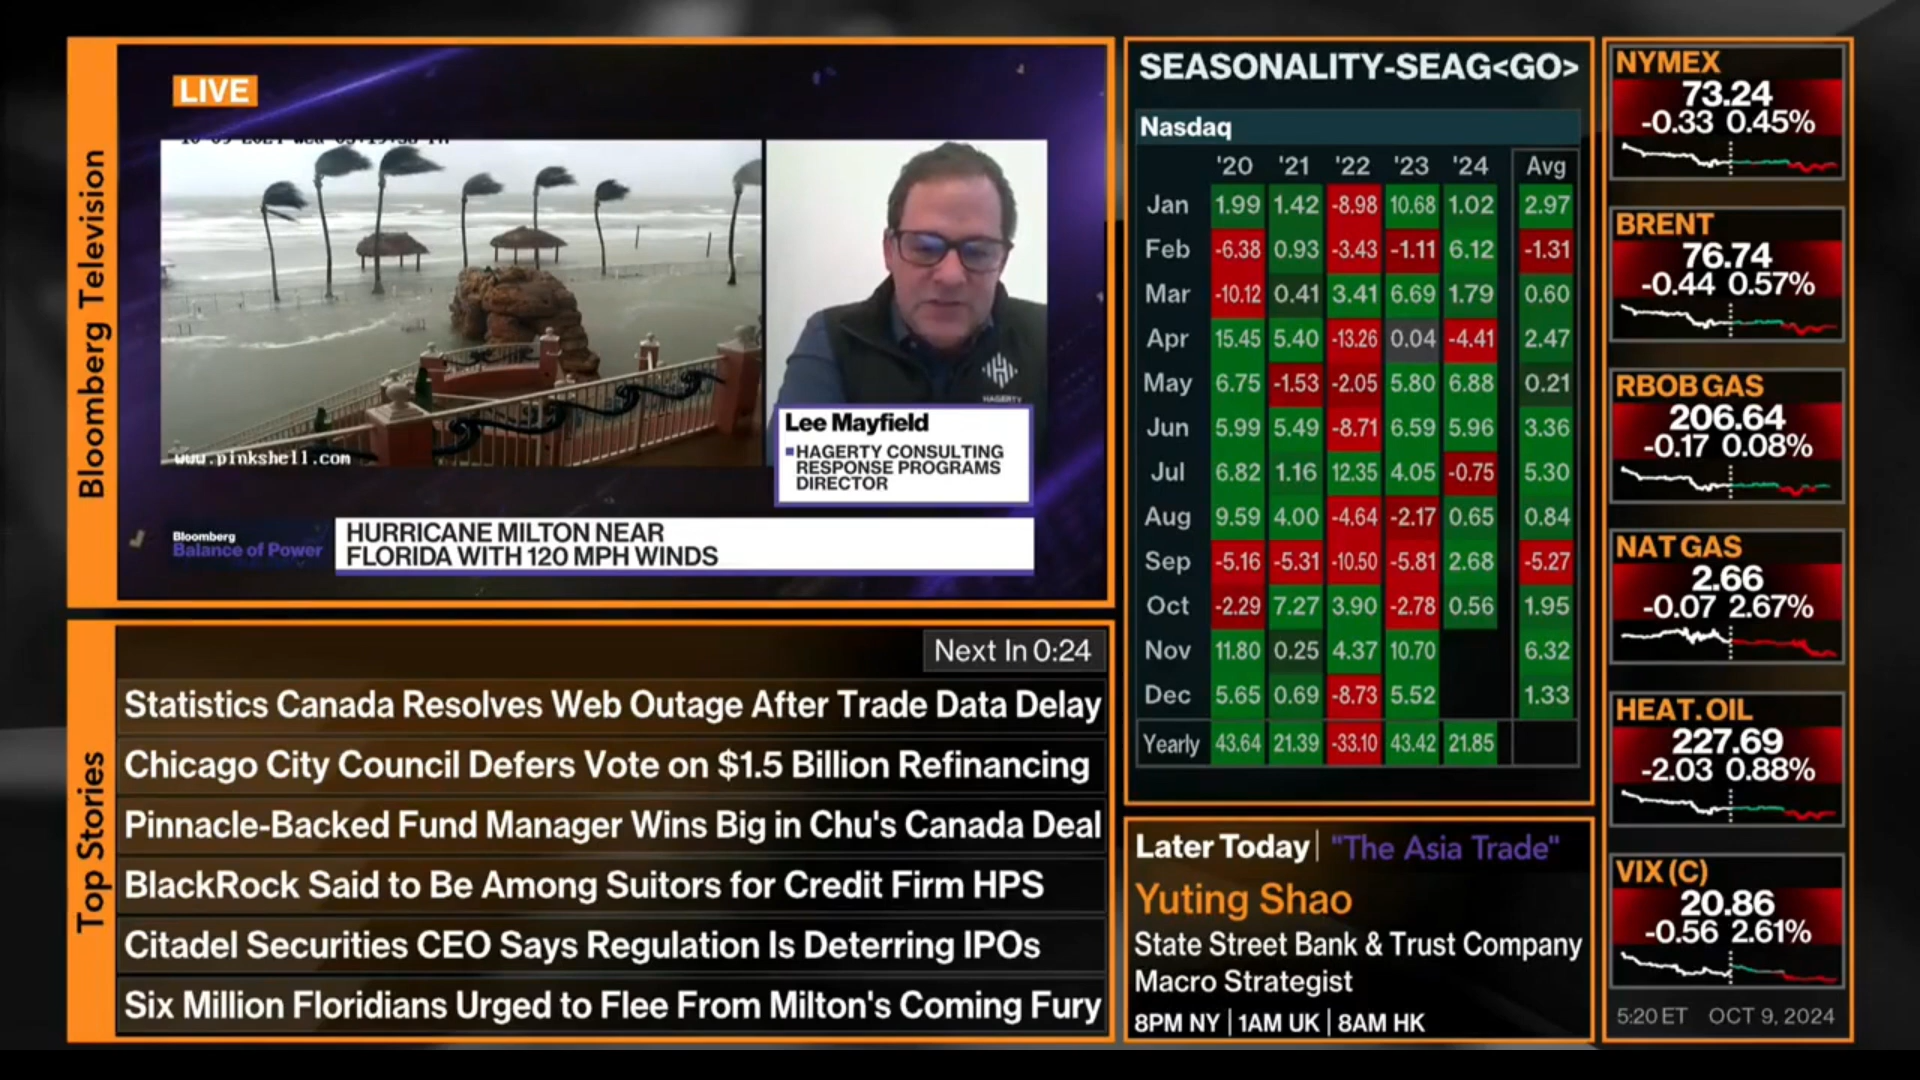 Bloomberg Television
LIVE
www.pinkshell.com
HAGERTY
Lee Mayfield
HAGERTY CONSULTING
RESPONSE PROGRAMS
DIRECTOR
Bloomberg
Balance of Power
HURRICANE MILTON NEAR
FLORIDA WITH 120 MPH WINDS
Top Stories
Next In 0:24
Statistics Canada Resolves Web Outage After Trade Data Delay
Chicago City Council Defers Vote on $1.5 Billion Refinancing
Pinnacle-Backed Fund Manager Wins Big in Chu's Canada Deal
BlackRock Said to Be Among Suitors for Credit Firm HPS
Citadel Securities CEO Says Regulation Is Deterring IPOs
Six Million Floridians Urged to Flee From Milton's Coming Fury
SEASONALITY-SEAG<GO>
Nasdaq
'20 '21 '22 '23 '24 Avg
Jan 1.99 1.42 -8.98 10.68 1.02 2.97
Feb -6.38 0.93 -3.43 -1.11 6.12 -1.31
Mar -10.12 0.41 3.41 6.69 1.79 0.60
Apr 15.45 5.40 -13.26 0.04 -4.41 2.47
May 6.75 -1.53 -2.05 5.80 6.88 0.21
Jun 5.99 5.49 -8.71 6.59 5.96 3.36
Jul 6.82 1.16 12.35 4.05 -0.75 5.30
Aug 9.59 4.00 -4.64 -2.17 0.65 0.84
Sep -5.16 -5.31 -10.50 -5.81 2.68 -5.27
Oct -2.29 7.27 3.90 -2.78 0.56 1.95
Nov 11.80 0.25 4.37 10.70 6.32
Dec 5.65 0.69 -8.73 5.52 1.33
Yearly 43.64 21.39 -33.10 43.42 21.85
Later Today | "The Asia Trade"
Yuting Shao
State Street Bank & Trust Company
Macro Strategist
8PM NY | 1AM UK | 8AM HK
NYMEX
73.24
-0.33 0.45%
BRENT
76.74
-0.44 0.57%
RBOB GAS
206.64
-0.17 0.08%
NAT GAS
2.66
-0.07 2.67%
HEAT. OIL
227.69
-2.03 0.88%
VIX (C)
20.86
-0.56 2.61%
5:20 ET OCT 9, 2024